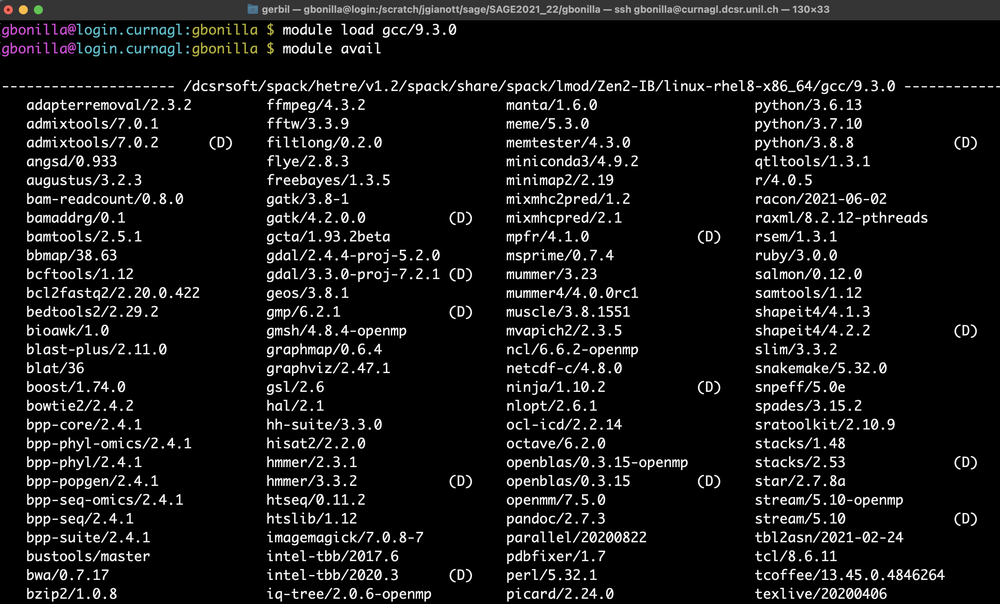 gerbil — gbonilla@login:/scratch/jgianott/sage/SAGE2021_22/gbonilla — ssh gbonilla@curnagl.dcsr.unil.ch — 130×33
gbonilla@login.curnagl:gbonilla $ module load gcc/9.3.0
gbonilla@login.curnagl:gbonilla $ module avail
--------------------- /dcsrsoft/spack/hetre/v1.2/spack/share/spack/lmod/Zen2-IB/linux-rhel8-x86_64/gcc/9.3.0 ------------
adapterremoval/2.3.2 ffmpeg/4.3.2 manta/1.6.0 python/3.6.13
admixtools/7.0.1 fftw/3.3.9 meme/5.3.0 python/3.7.10
admixtools/7.0.2 (D) filtlong/0.2.0 memtester/4.3.0 python/3.8.8 (D)
angsd/0.933 flye/2.8.3 miniconda3/4.9.2 qtltools/1.3.1
augustus/3.2.3 freebayes/1.3.5 minimap2/2.19 r/4.0.5
bam-readcount/0.8.0 gatk/3.8-1 mixmhc2pred/1.2 racon/2021-06-02
bamaddrg/0.1 gatk/4.2.0.0 (D) mixmhcpred/2.1 raxml/8.2.12-pthreads
bamtools/2.5.1 gcta/1.93.2beta mpfr/4.1.0 (D) rsem/1.3.1
bbmap/38.63 gdal/2.4.4-proj-5.2.0 msprime/0.7.4 ruby/3.0.0
bcftools/1.12 gdal/3.3.0-proj-7.2.1 (D) mummer/3.23 salmon/0.12.0
bcl2fastq2/2.20.0.422 geos/3.8.1 mummer4/4.0.0rc1 samtools/1.12
bedtools2/2.29.2 gmp/6.2.1 (D) muscle/3.8.1551 shapeit4/4.1.3
bioawk/1.0 gmsh/4.8.4-openmp mvapich2/2.3.5 shapeit4/4.2.2 (D)
blast-plus/2.11.0 graphmap/0.6.4 ncl/6.6.2-openmp slim/3.3.2
blat/36 graphviz/2.47.1 netcdf-c/4.8.0 snakemake/5.32.0
boost/1.74.0 gsl/2.6 ninja/1.10.2 (D) snpeff/5.0e
bowtie2/2.4.2 hal/2.1 nlopt/2.6.1 spades/3.15.2
bpp-core/2.4.1 hh-suite/3.3.0 ocl-icd/2.2.14 sratoolkit/2.10.9
bpp-phyl-omics/2.4.1 hisat2/2.2.0 octave/6.2.0 stacks/1.48
bpp-phyl/2.4.1 hmmer/2.3.1 openblas/0.3.15-openmp stacks/2.53 (D)
bpp-popgen/2.4.1 hmmer/3.3.2 (D) openblas/0.3.15 (D) star/2.7.8a
bpp-seq-omics/2.4.1 htseq/0.11.2 openmm/7.5.0 stream/5.10-openmp
bpp-seq/2.4.1 htslib/1.12 pandoc/2.7.3 stream/5.10 (D)
bpp-suite/2.4.1 imagemagick/7.0.8-7 parallel/20200822 tbl2asn/2021-02-24
bustools/master intel-tbb/2017.6 pdbfixer/1.7 tcl/8.6.11
bwa/0.7.17 intel-tbb/2020.3 (D) perl/5.32.1 tcoffee/13.45.0.4846264
bzip2/1.0.8 iq-tree/2.0.6-openmp picard/2.24.0 texlive/20200406